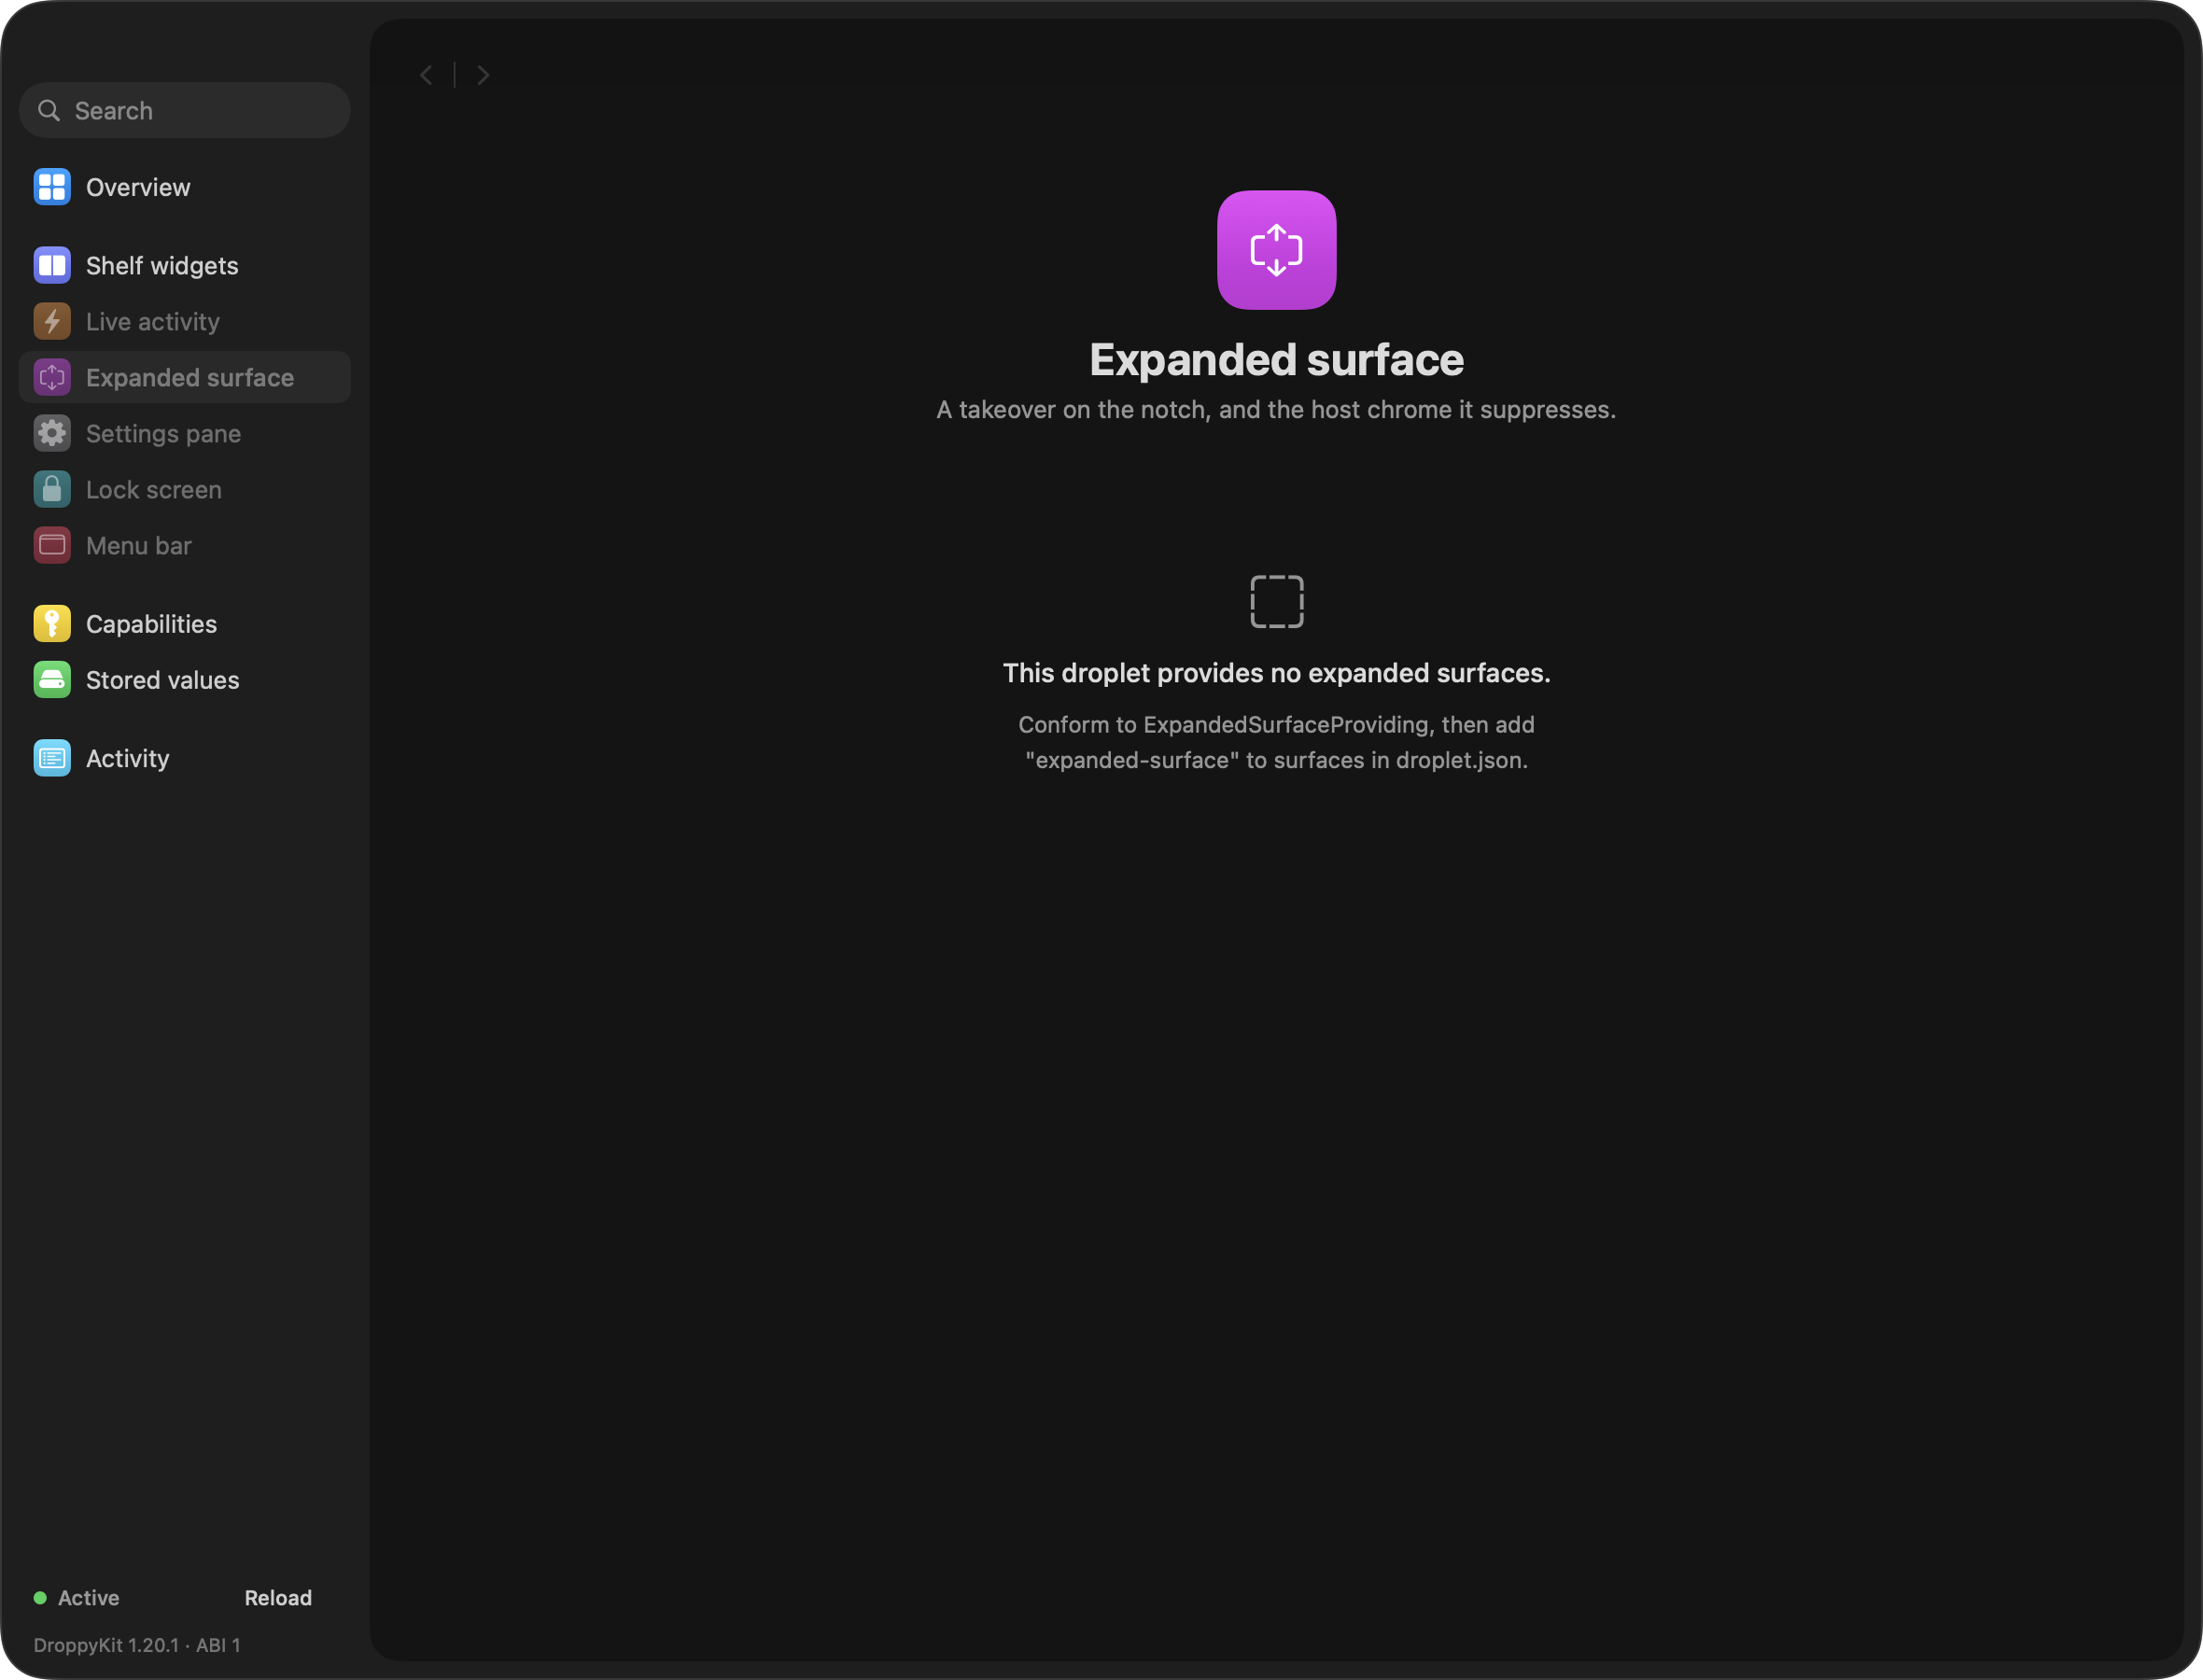 Search
Overview
Shelf widgets
Live activity
Expanded surface
Settings pane
Lock screen
Menu bar
Capabilities
Stored values
Activity
Active
Reload
DroppyKit 1.20.1 · ABI 1
Expanded surface
A takeover on the notch, and the host chrome it suppresses.
This droplet provides no expanded surfaces.
Conform to ExpandedSurfaceProviding, then add
"expanded-surface" to surfaces in droplet.json.